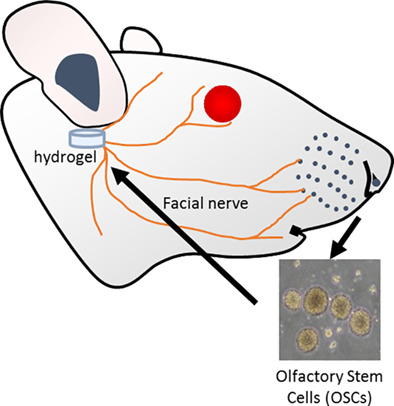 hydrogel
Facial nerve
Olfactory Stem
Cells (OSCs)